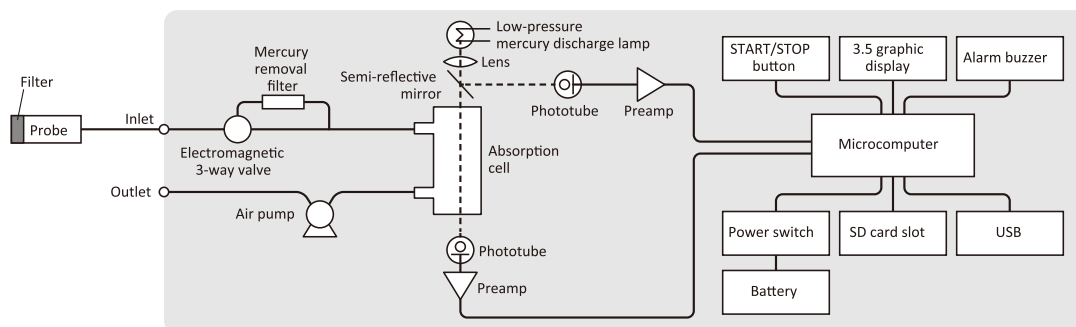 Filter
Probe
Inlet
Outlet
Mercury
removal
filter
Electromagnetic
3-way valve
Air pump
Low-pressure
mercury discharge lamp
Lens
Semi-reflective
mirror
Phototube
Preamp
Absorption
cell
Phototube
Preamp
START/STOP
button
3.5 graphic
display
Alarm buzzer
Microcomputer
Power switch
SD card slot
USB
Battery